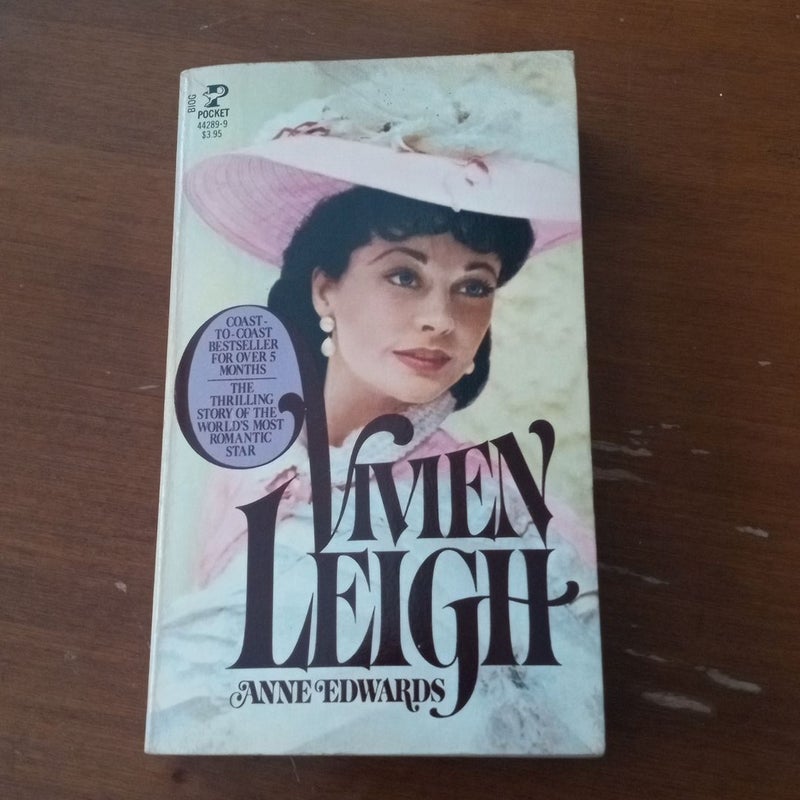 BIOG
POCKET
44289-9
$3.95
COAST-
TO-COAST
BESTSELLER
FOR OVER 5
MONTHS
THE
THRILLING
STORY OF THE
WORLD'S MOST
ROMANTIC
STAR
VIVIEN
LEIGH
ANNE EDWARDS